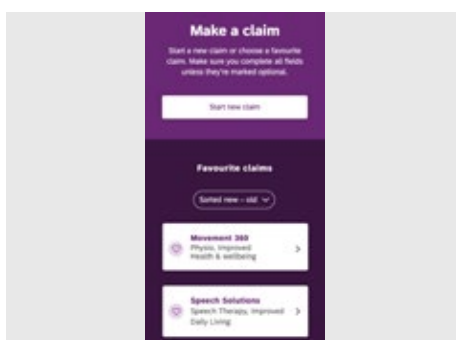 Make a claim
Start a new claim or choose a favourite
claim. Make sure you complete all fields
unless they're marked optional.
Start new claim
Favourite claims
Sorted new – old
Movement 360
Physio, Improved
Health & wellbeing
Speech Solutions
Speech Therapy, Improved
Daily Living